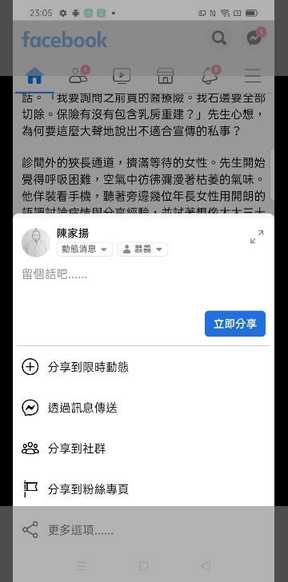 23:05
facebook
話。「我要詢問之前買的醫療險。我右邊要全部
切除。保險有沒有包含乳房重建？」先生心想，
為何要這麼大聲地說出不適合宣傳的私事？
診間外的狹長通道，擠滿等待的女性。先生開始
覺得呼吸困難，空氣中彷彿瀰漫著枯萎的氣味。
他佯裝看手機，聽著旁邊幾位年長女性用開朗的
陳家揚
動態消息
留個話吧......
立即分享
分享到限時動態
透過訊息傳送
分享到社群
分享到粉絲專頁
更多選項......